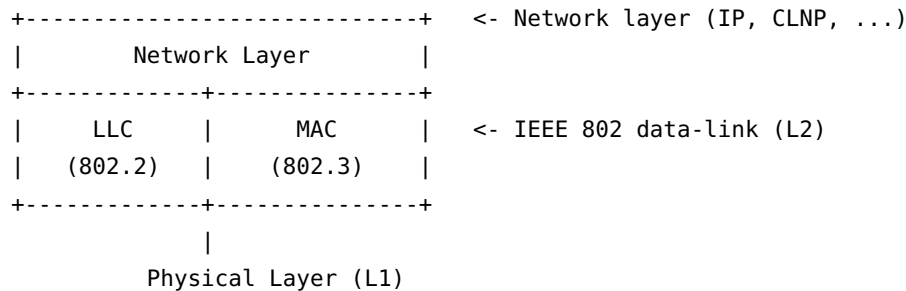 +-----------------------------+ <- Network layer (IP, CLNP, ...)
| Network Layer |
+-------------+---------------+
| LLC | MAC | <- IEEE 802 data-link (L2)
| (802.2) | (802.3) |
+-------------+---------------+
|
Physical Layer (L1)